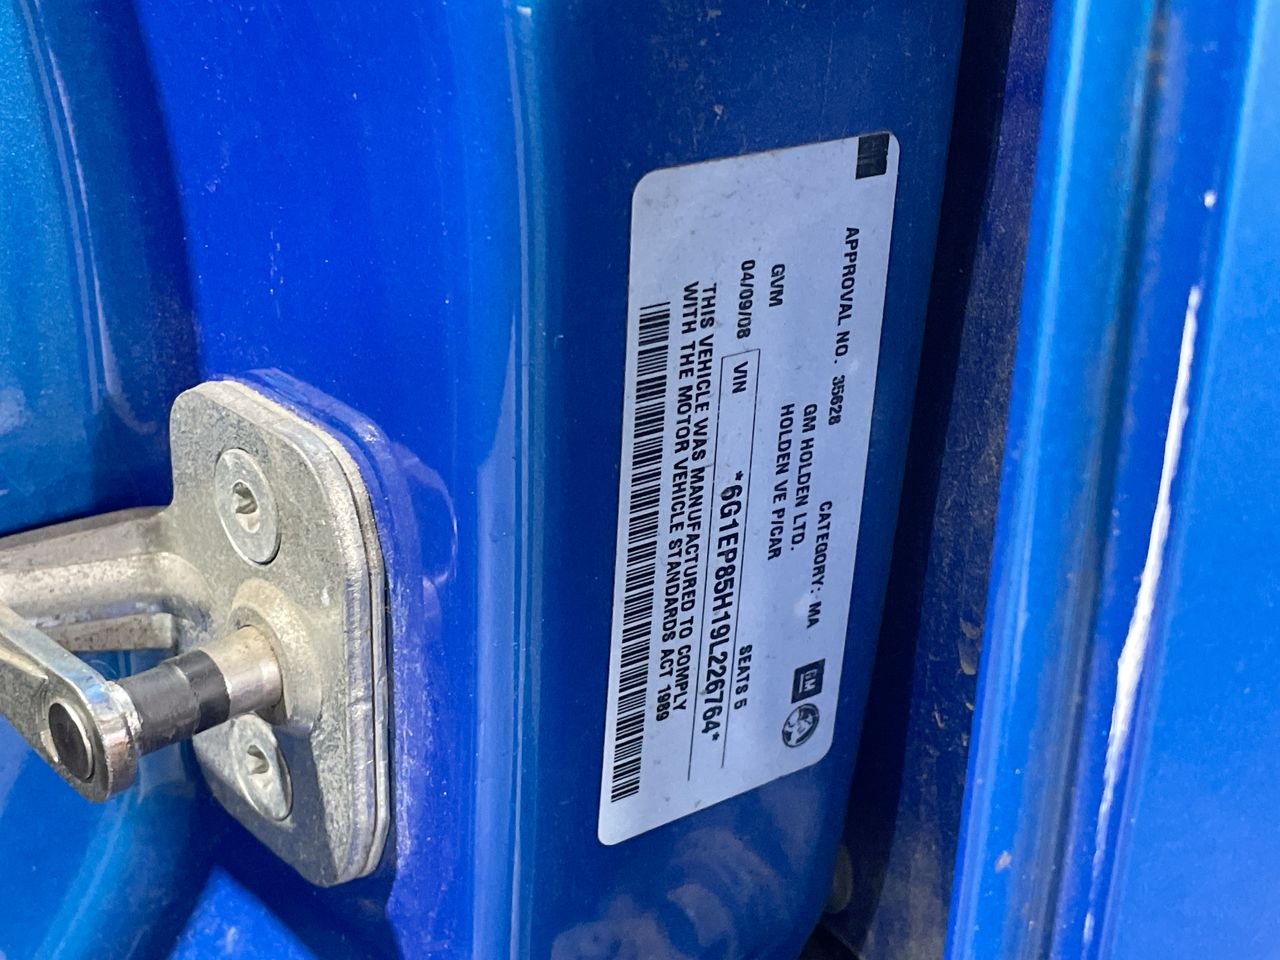 APPROVAL NO. 35628 CATEGORY: MA
GM HOLDEN LTD.
HOLDEN VE P/CAR
GM
GVM
04/09/08 SEATS 5
VIN *6G1EP85H19L226764*
THIS VEHICLE WAS MANUFACTURED TO COMPLY
WITH THE MOTOR VEHICLE STANDARDS ACT 1989